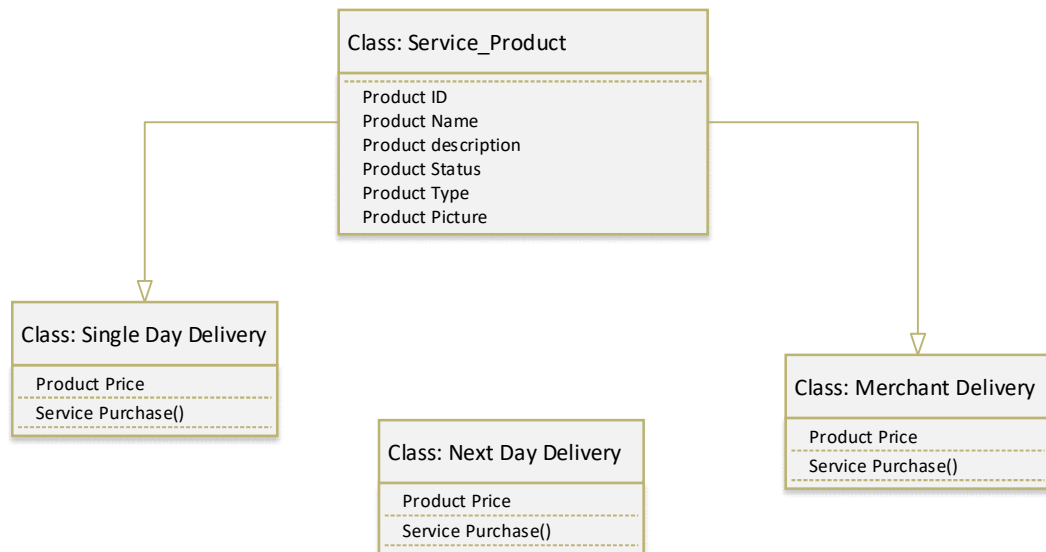 Class: Service_Product
Product ID
Product Name
Product description
Product Status
Product Type
Product Picture
Class: Single Day Delivery
Product Price
Service Purchase()
Class: Next Day Delivery
Product Price
Service Purchase()
Class: Merchant Delivery
Product Price
Service Purchase()